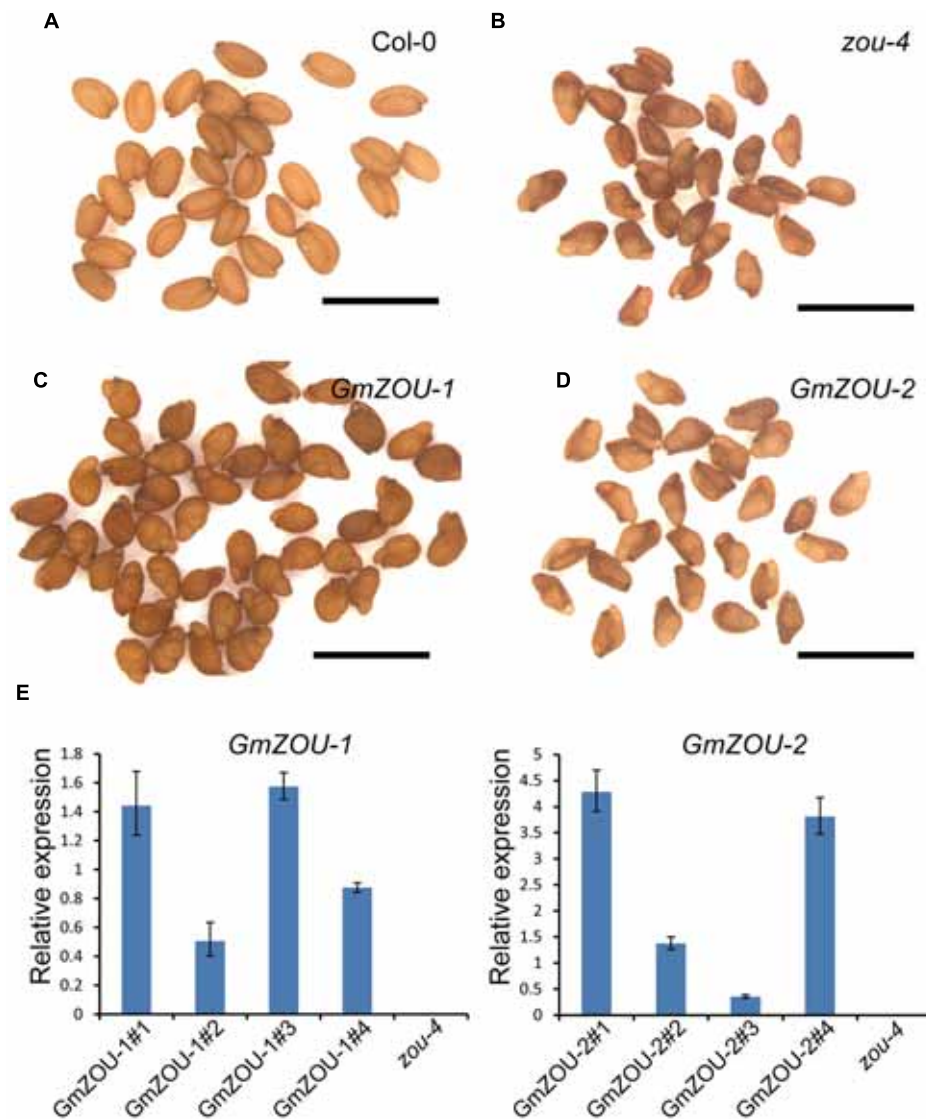 A
Col-0
B
zou-4
C
GmZOU-1
D
GmZOU-2
E
GmZOU-1
Relative expression
1.8
1.6
1.4
1.2
1
0.8
0.6
0.4
0.2
0
GmZOU-1#1
GmZOU-1#2
GmZOU-1#3
GmZOU-1#4
zou-4
GmZOU-2
Relative expression
5
4.5
4
3.5
3
2.5
2
1.5
1
0.5
0
GmZOU-2#1
GmZOU-2#2
GmZOU-2#3
GmZOU-2#4
zou-4